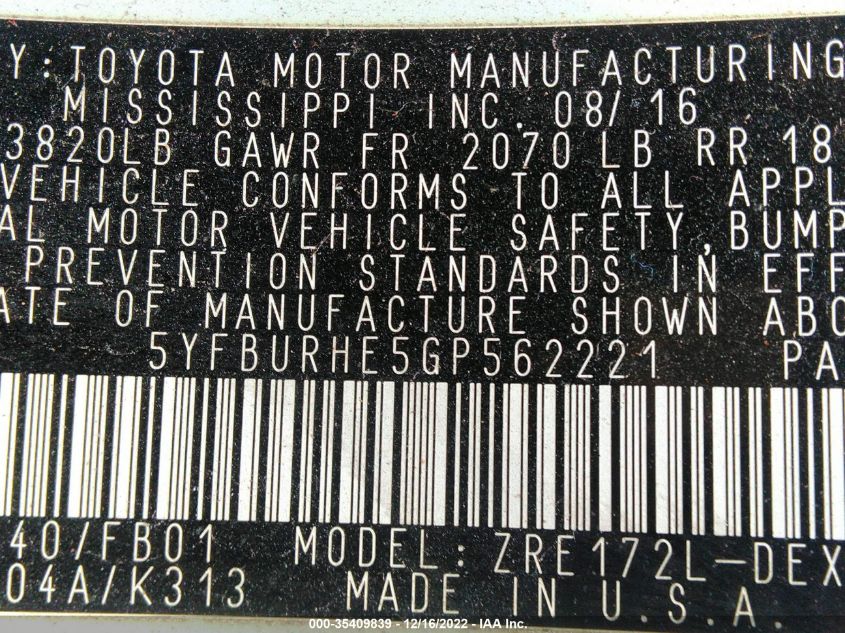 Y: TOYOTA MOTOR MANUFACTURING
MISSISSIPPI, INC. 08/16
3820LB GAWR FR 2070 LB RR 18
VEHICLE CONFORMS TO ALL APPL
AL MOTOR VEHICLE SAFETY, BUMP
PREVENTION STANDARDS IN EFF
ATE OF MANUFACTURE SHOWN ABO
5YFBURHE5GP562221 PA
40/FB01 MODEL: ZRE172L-DEX
04A/K313 MADE IN U.S.A.
000-35409839 - 12/16/2022 - IAA Inc.